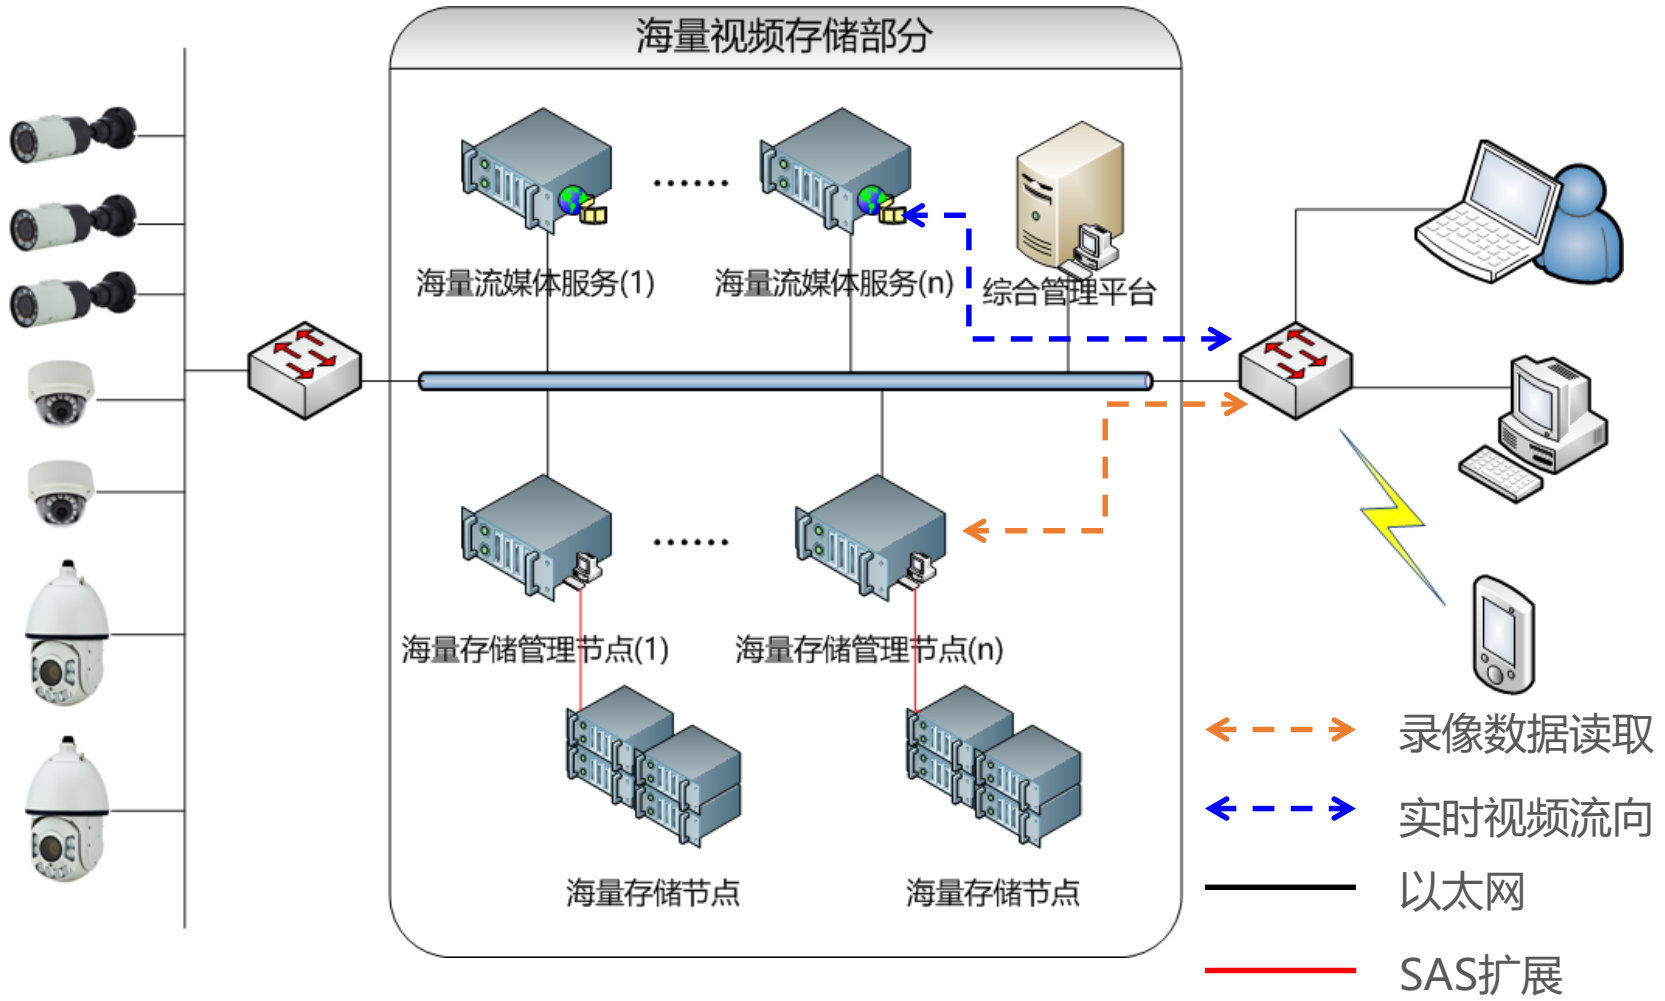 海量视频存储部分
······
海量流媒体服务(1)
海量流媒体服务(n)
综合管理平台
······
海量存储管理节点(1)
海量存储管理节点(n)
海量存储节点
海量存储节点
录像数据读取
实时视频流向
以太网
SAS扩展